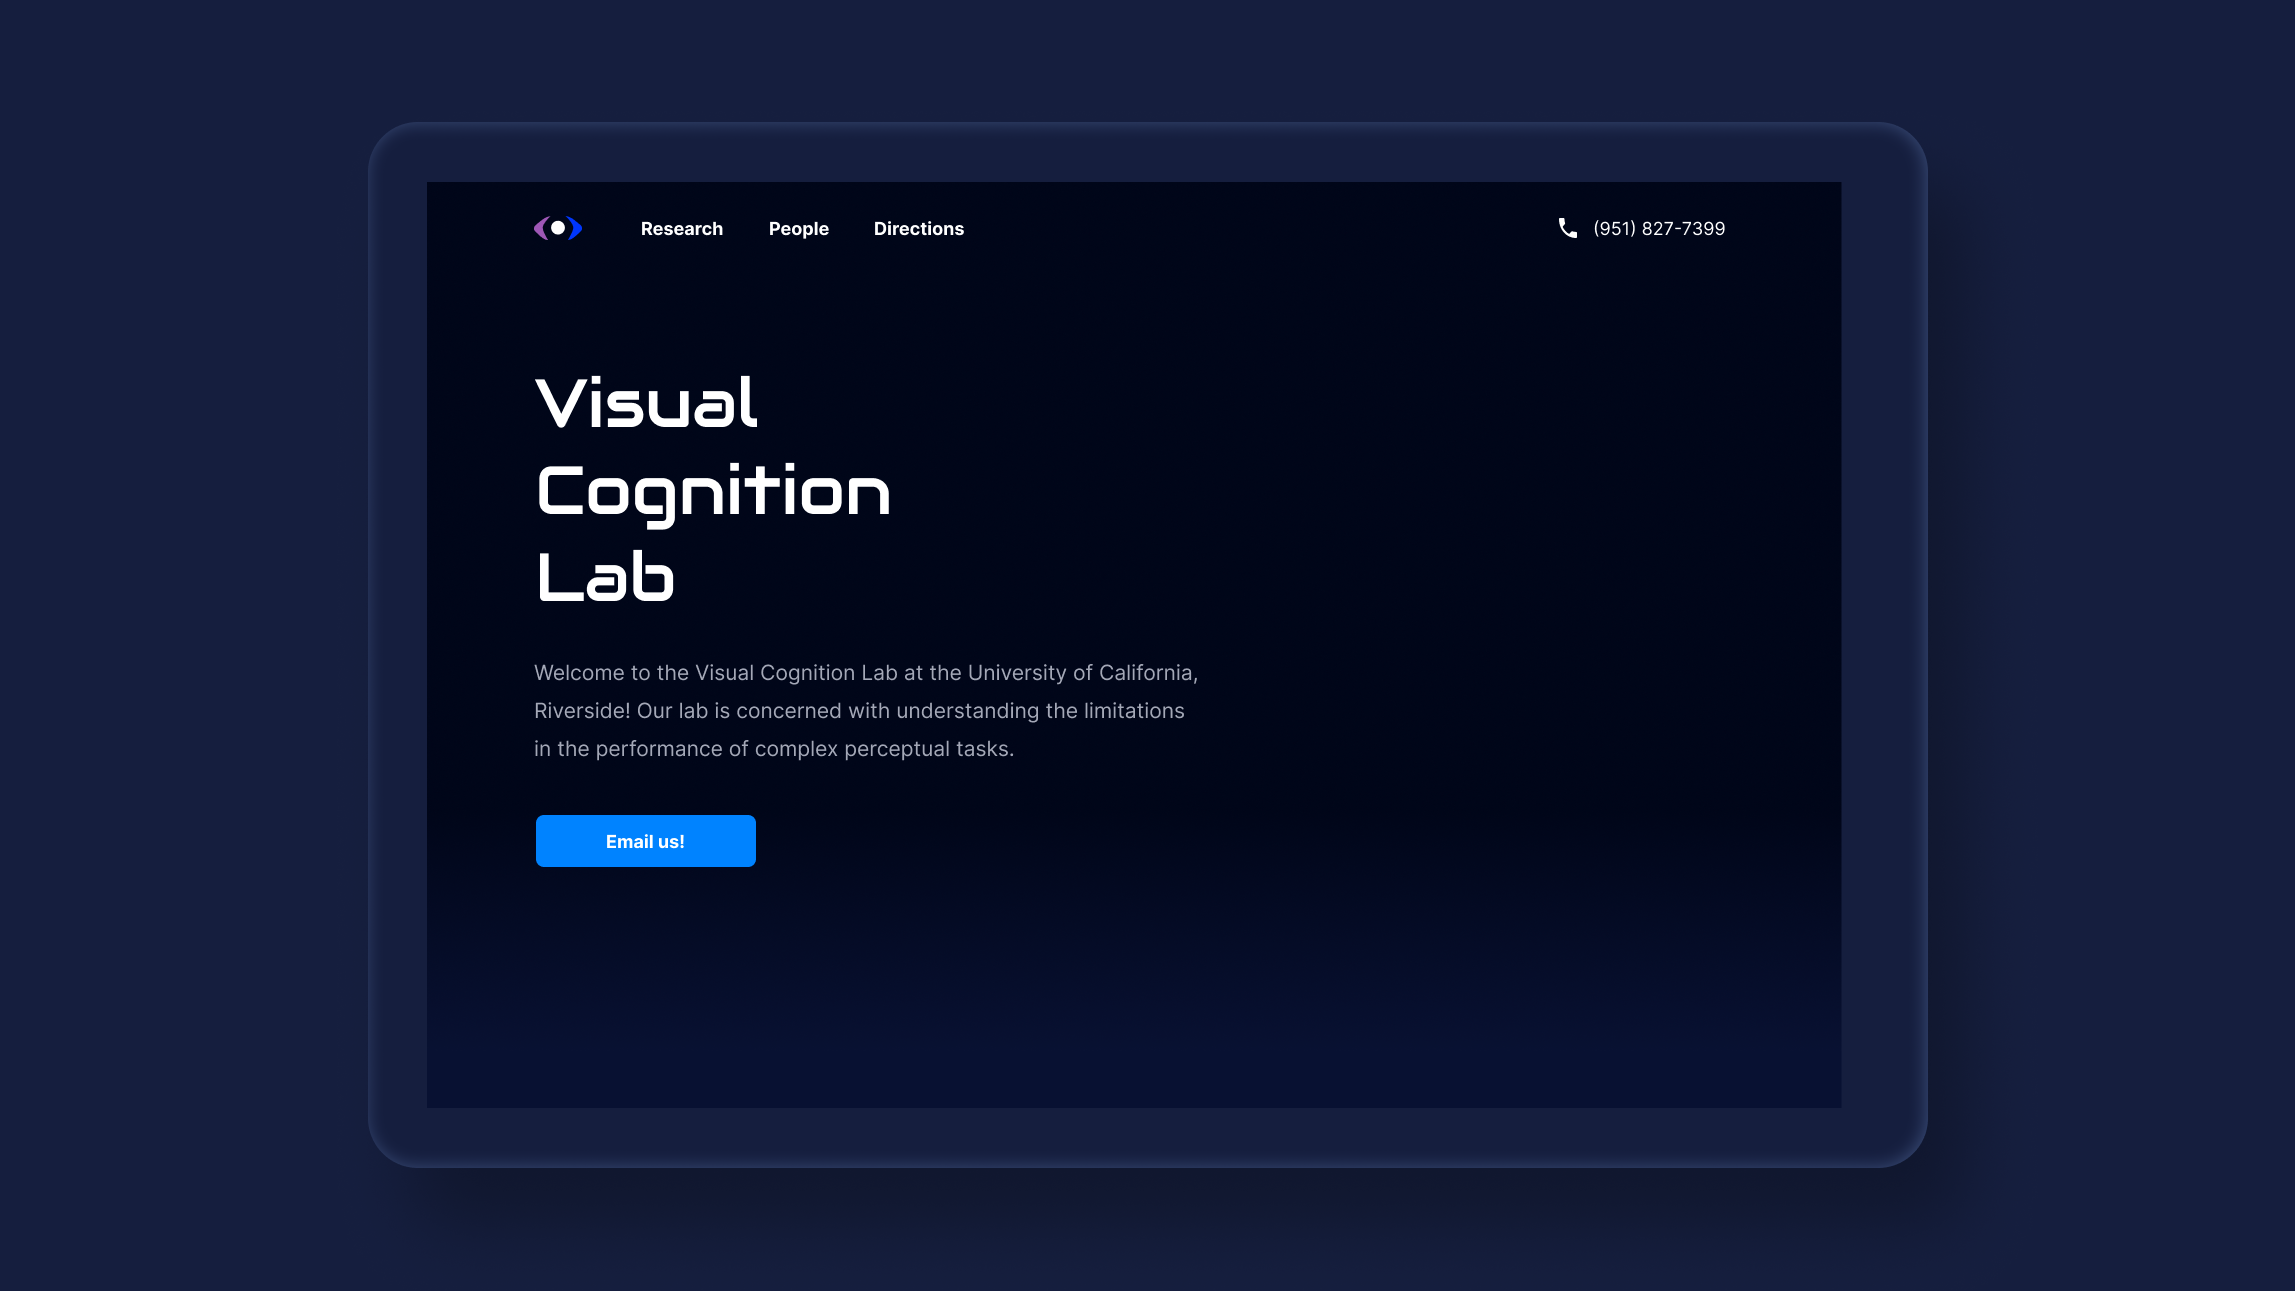 Research People Directions (951) 827-7399
Visual
Cognition
Lab
Welcome to the Visual Cognition Lab at the University of California,
Riverside! Our lab is concerned with understanding the limitations
in the performance of complex perceptual tasks.
Email us!